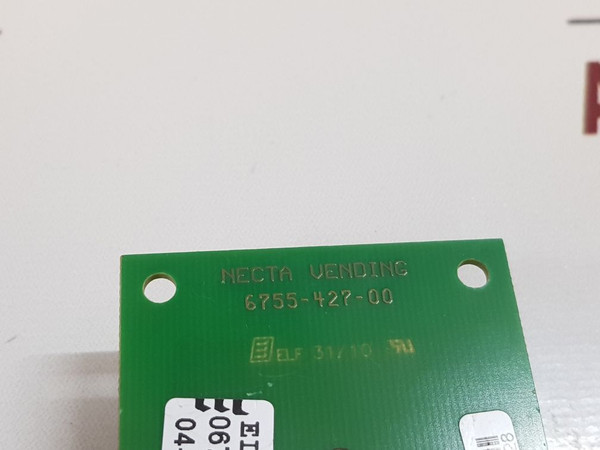 NECTA VENDING
6755-427-00
ELF 31/10